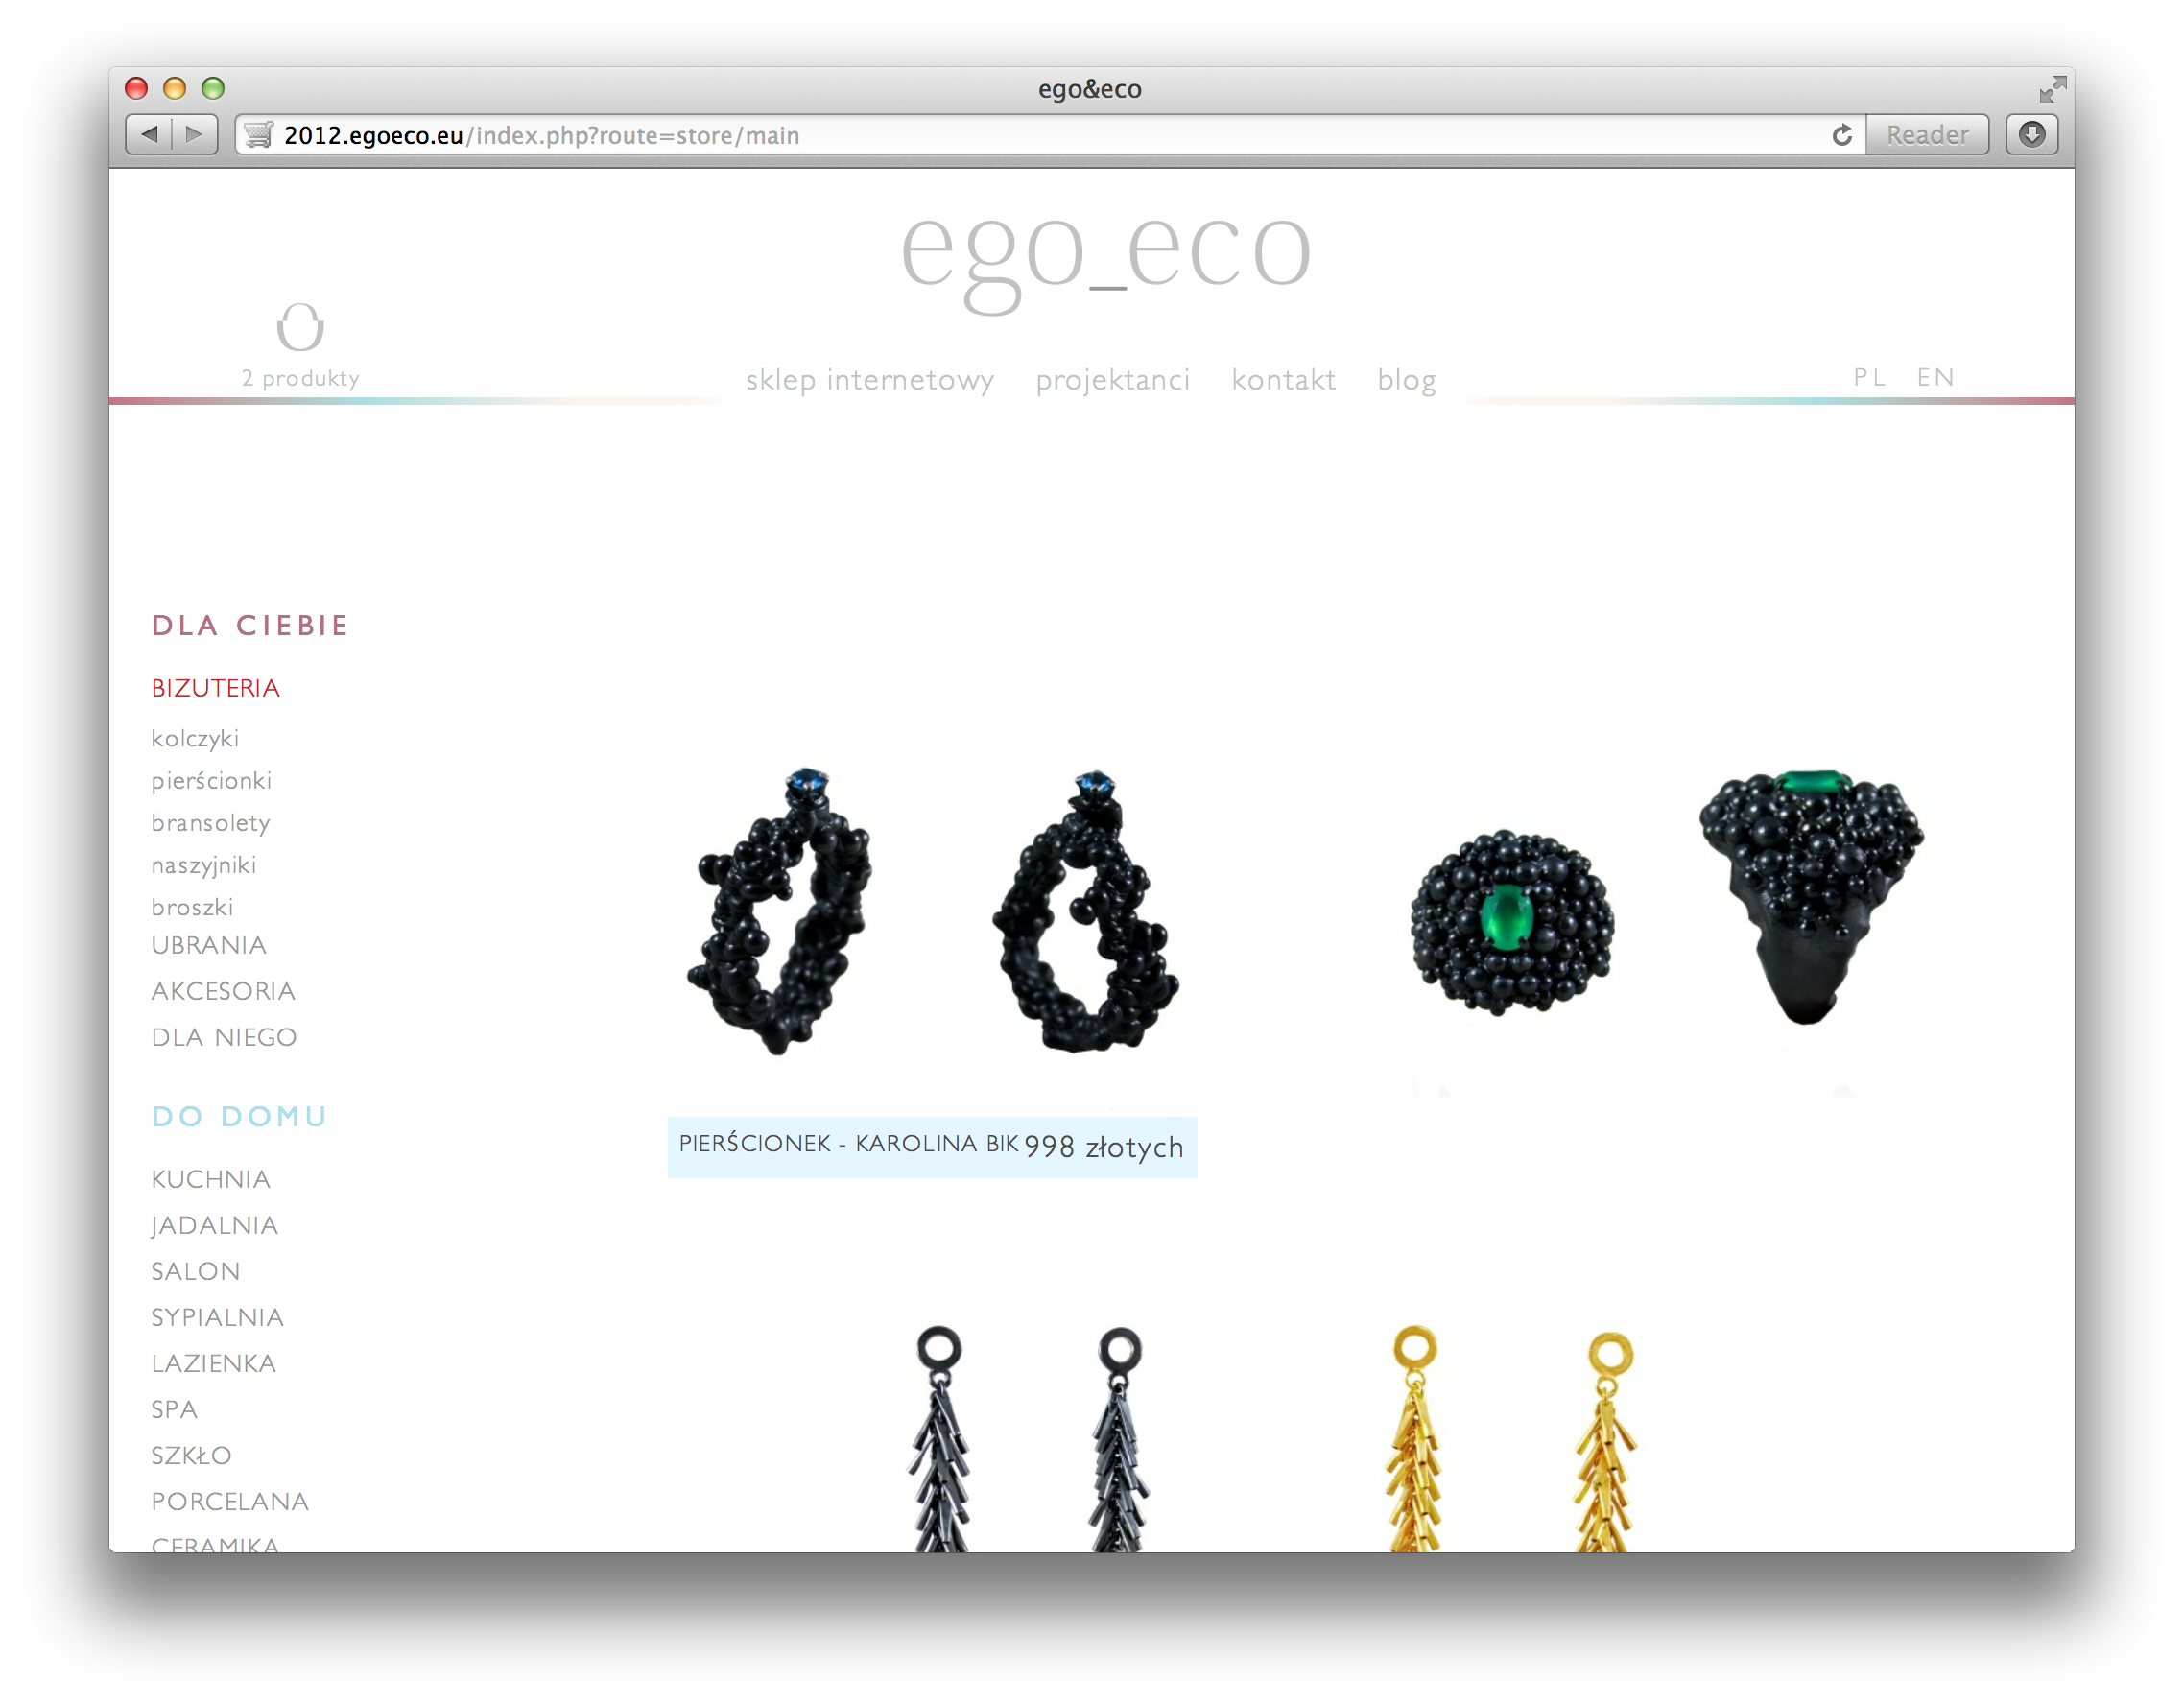 ego&eco
2012.egoeco.eu/index.php?route=store/main
Reader
ego_eco
2 produkty
sklep internetowy projektanci kontakt blog
PL EN
DLA CIEBIE
BIZUTERIA
kolczyki
pierścionki
bransolety
naszyjniki
broszki
UBRANIA
AKCESORIA
DLA NIEGO
DO DOMU
KUCHNIA
JADALNIA
SALON
SYPIALNIA
LAZIENKA
SPA
SZKŁO
PORCELANA
CERAMIKA
PIERŚCIONEK - KAROLINA BIK 998 złotych